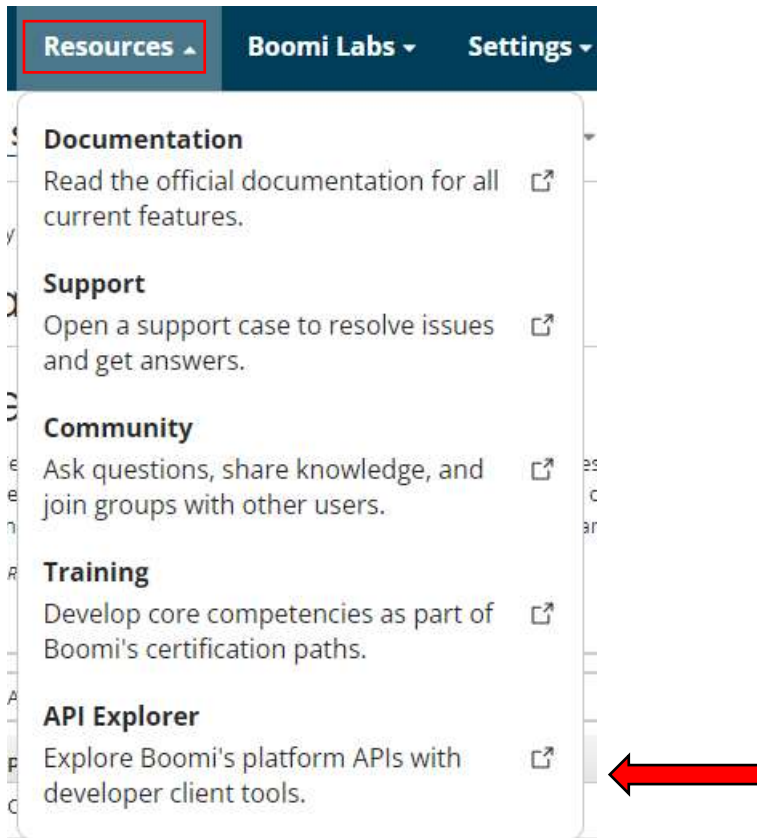 Resources
Boomi Labs
Settings
Documentation
Read the official documentation for all
current features.
Support
Open a support case to resolve issues
and get answers.
Community
Ask questions, share knowledge, and
join groups with other users.
Training
Develop core competencies as part of
Boomi's certification paths.
API Explorer
Explore Boomi's platform APIs with
developer client tools.